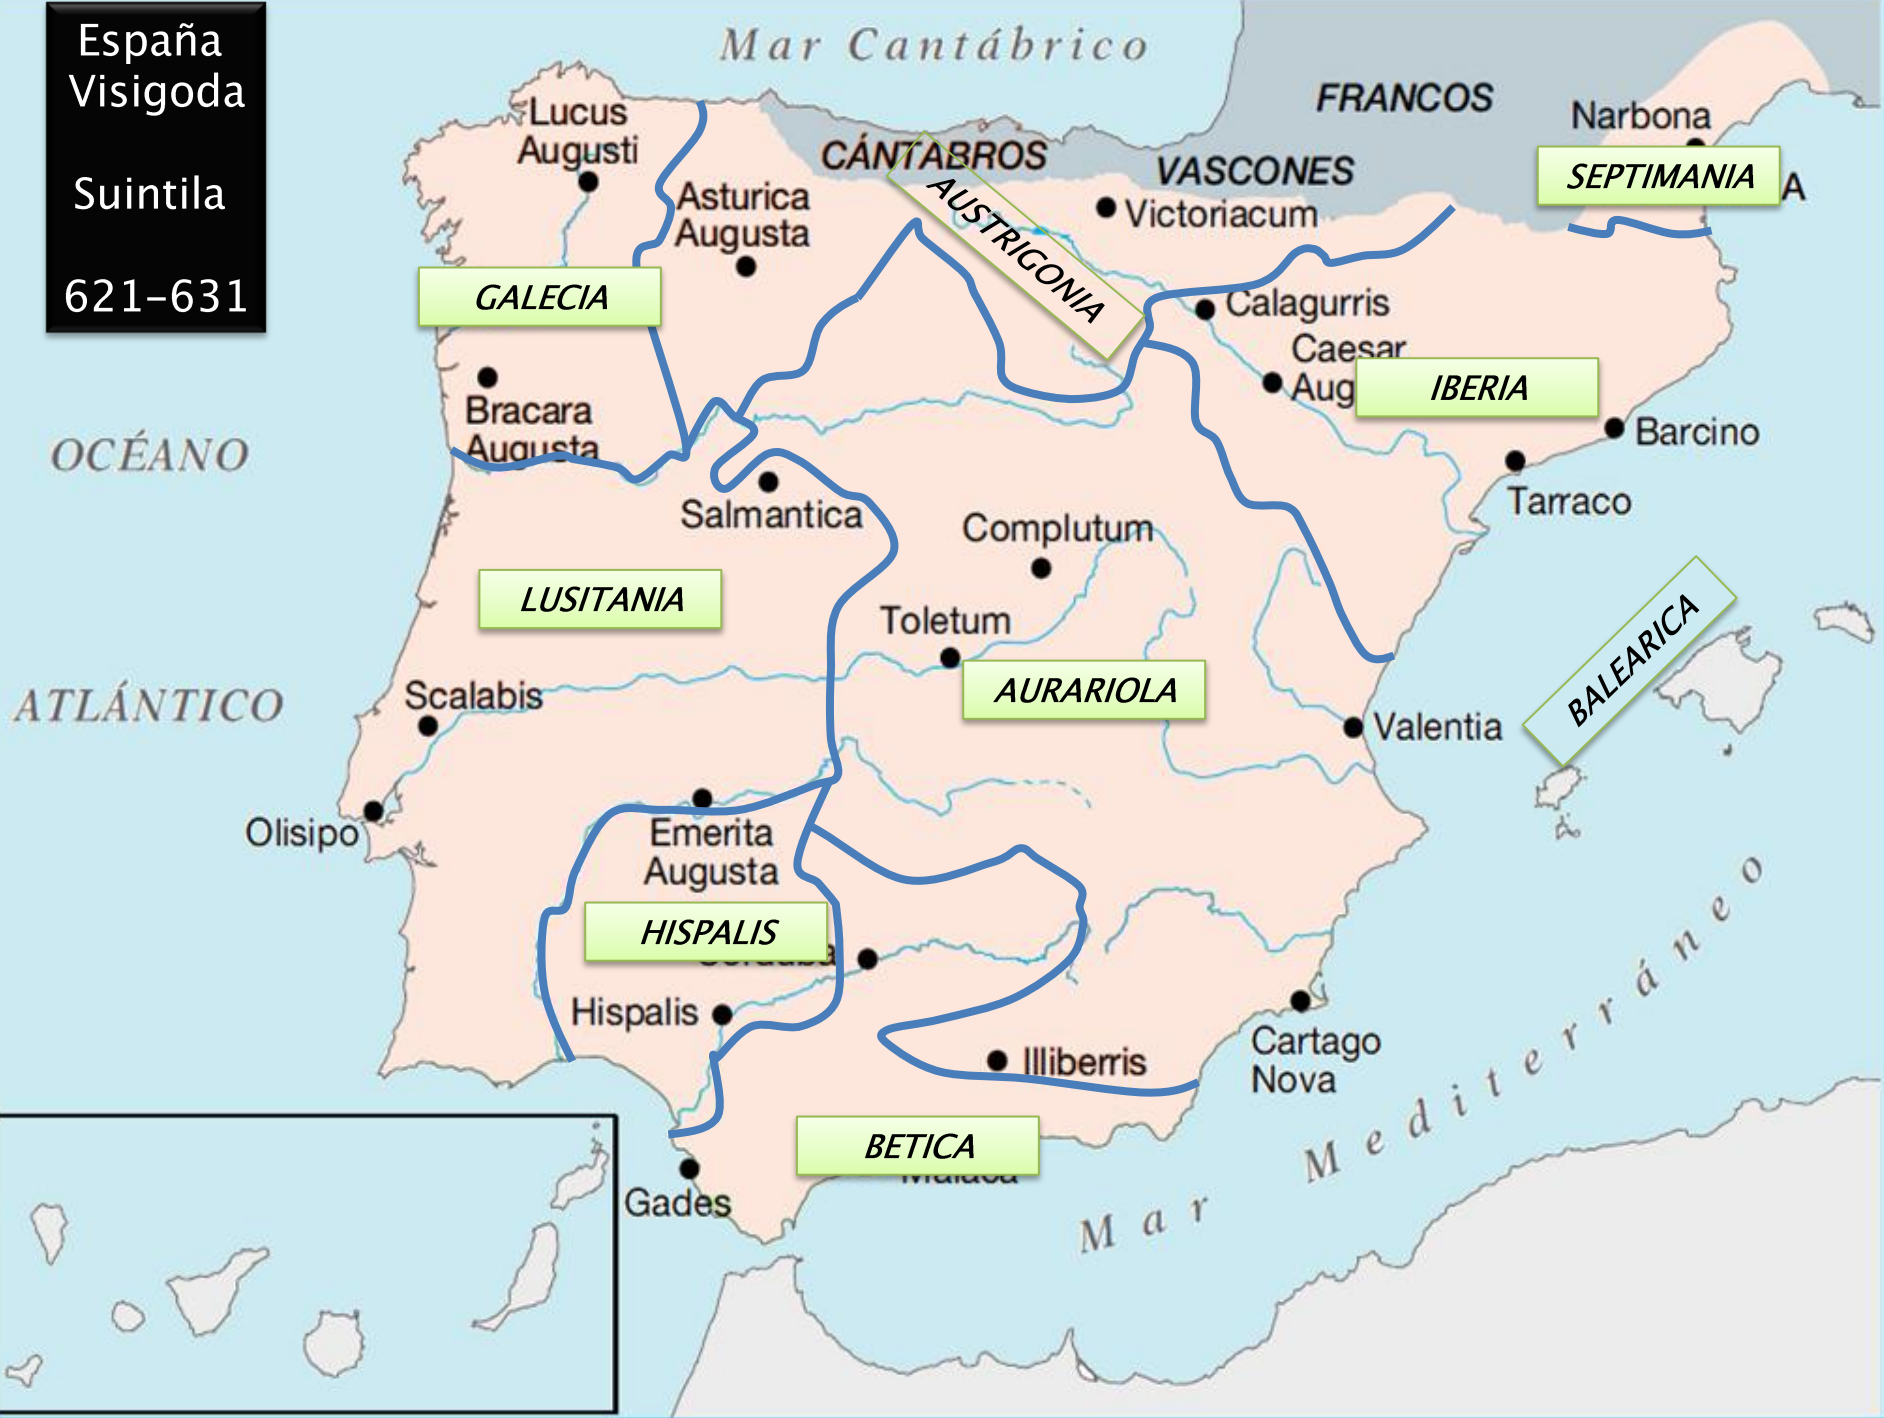 España
Visigoda
Suintila
621-631
Mar Cantábrico
FRANCOS
Narbona
SEPTIMANIA
A
CÁNTABROS
VASCONES
AUSTRIGONIA
Victoriacum
Lucus
Augusti
Asturica
Augusta
GALECIA
Calagurris
Caesar
Aug
IBERIA
Bracara
Augusta
Barcino
Tarraco
OCÉANO
ATLÁNTICO
Salmantica
Complutum
LUSITANIA
Toletum
AURARIOLA
BALEARICA
Scalabis
Valentia
Olisipo
Emerita
Augusta
HISPALIS
Hispalis
Illiberris
Cartago
Nova
BETICA
Gades
Mar Mediterráneo